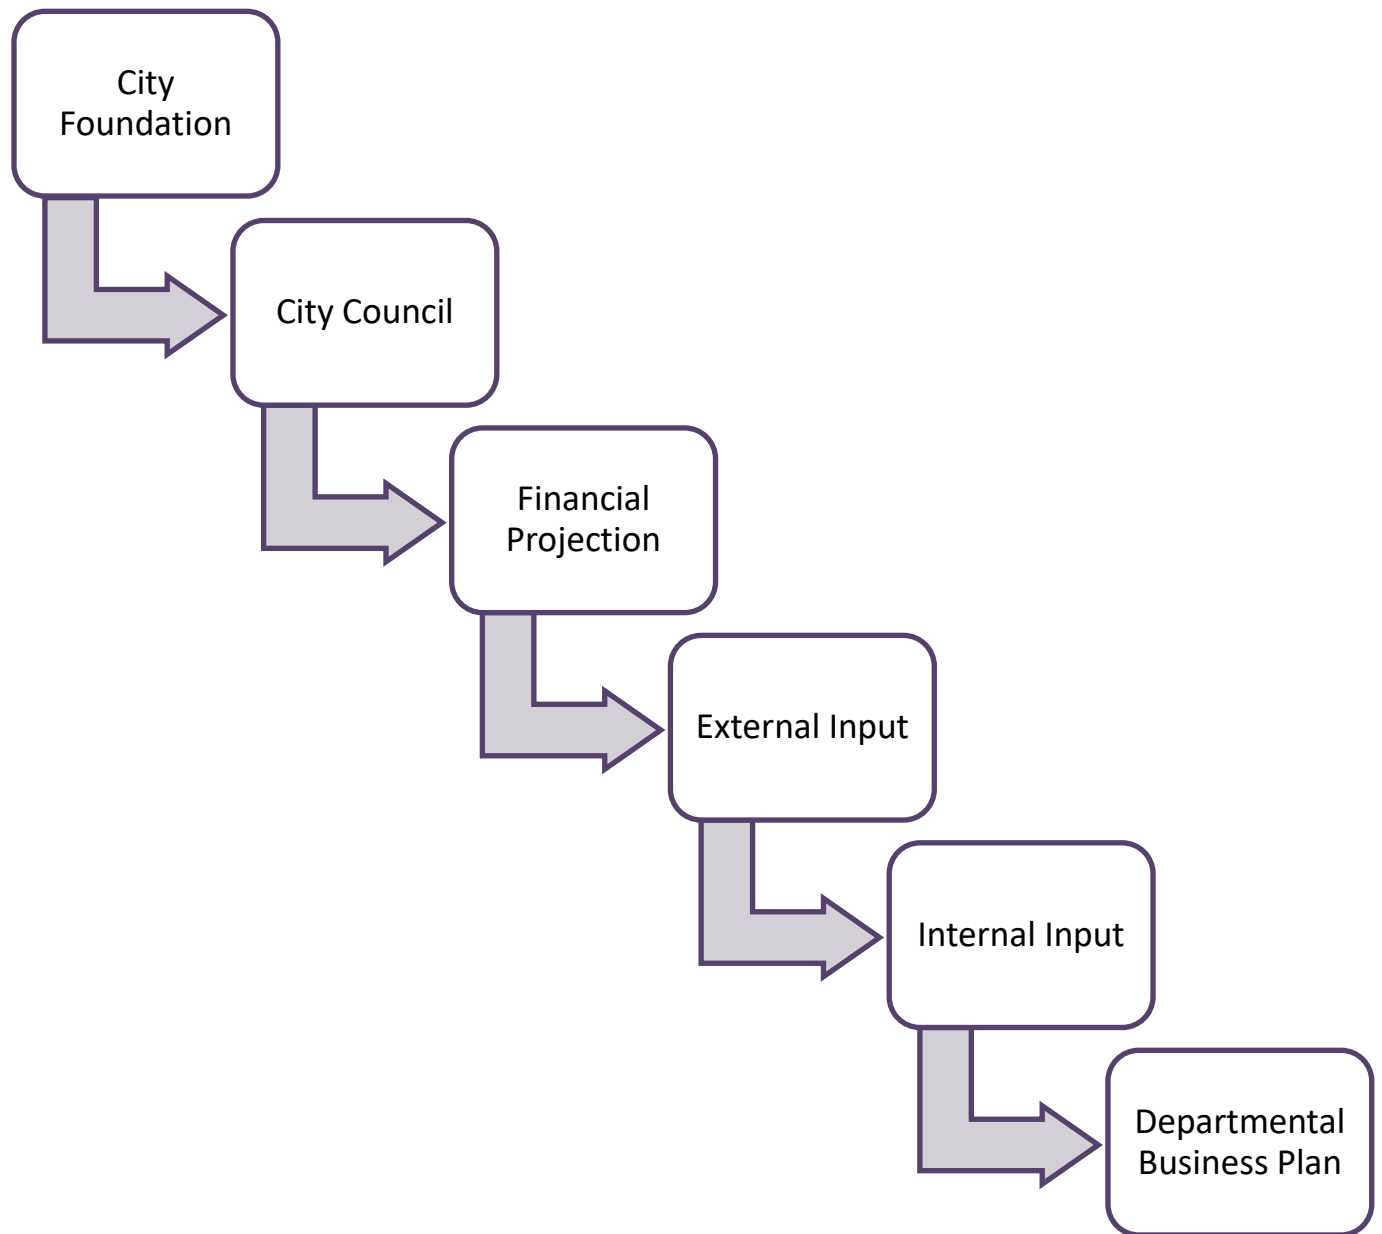 City
Foundation
City Council
Financial
Projection
External Input
Internal Input
Departmental
Business Plan